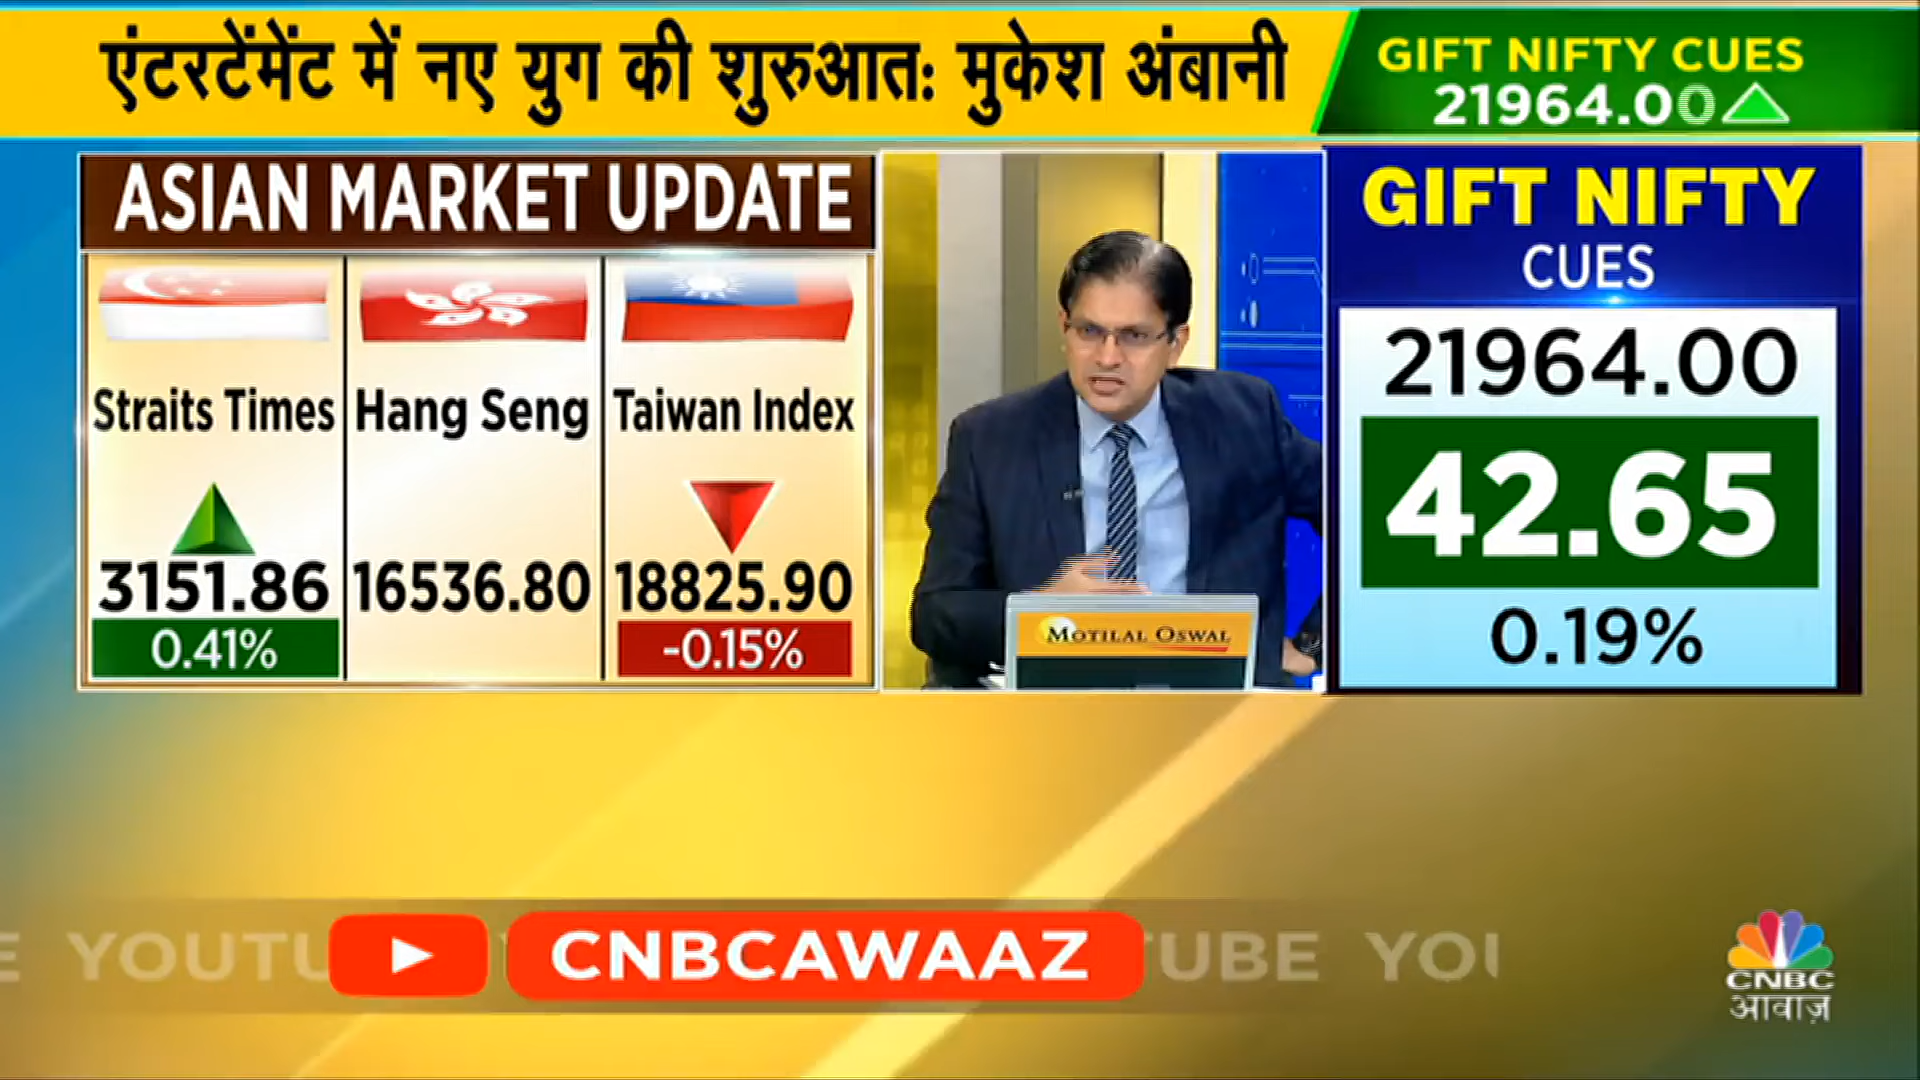 एंटरटेंमेंट में नए युग की शुरुआत: मुकेश अंबानी
GIFT NIFTY CUES
21964.00
ASIAN MARKET UPDATE
Straits Times
3151.86
0.41%
Hang Seng
16536.80
Taiwan Index
18825.90
-0.15%
MOTILAL OSWAL
GIFT NIFTY
CUES
21964.00
42.65
0.19%
E YOUTU
CNBCAWAAZ
TUBE YOU
CNBC
आवाज़